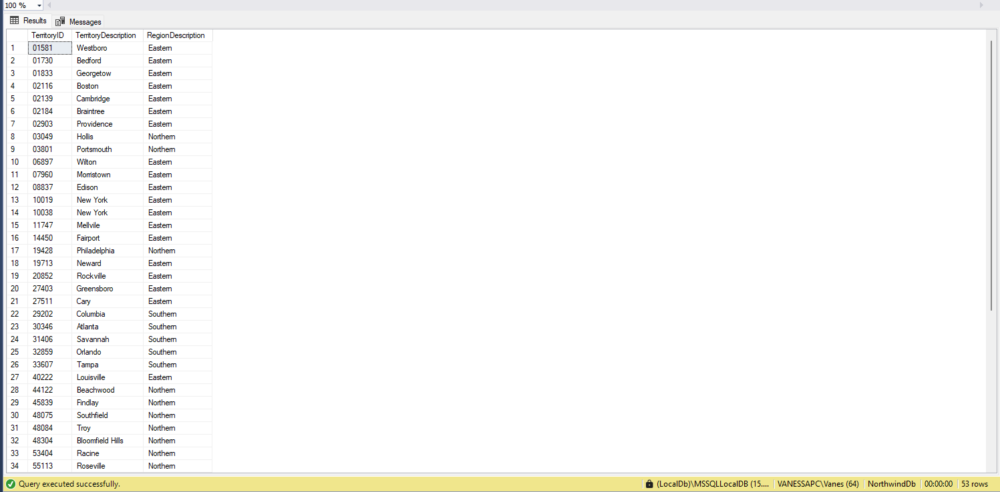 100 %
Results Messages
TerritoryID TerritoryDescription RegionDescription
1 01581 Westboro Eastern
2 01730 Bedford Eastern
3 01833 Georgetow Eastern
4 02116 Boston Eastern
5 02139 Cambridge Eastern
6 02184 Braintree Eastern
7 02903 Providence Eastern
8 03049 Hollis Northern
9 03801 Portsmouth Northern
10 06897 Wilton Eastern
11 07960 Morristown Eastern
12 08837 Edison Eastern
13 10019 New York Eastern
14 10038 New York Eastern
15 11747 Mellvile Eastern
16 14450 Fairport Eastern
17 19428 Philadelphia Northern
18 19713 Neward Eastern
19 20852 Rockville Eastern
20 27403 Greensboro Eastern
21 27511 Cary Eastern
22 29202 Columbia Southern
23 30346 Atlanta Southern
24 31406 Savannah Southern
25 32859 Orlando Southern
26 33607 Tampa Southern
27 40222 Louisville Eastern
28 44122 Beachwood Northern
29 45839 Findlay Northern
30 48075 Southfield Northern
31 48084 Troy Northern
32 48304 Bloomfield Hills Northern
33 53404 Racine Northern
34 55113 Roseville Northern
Query executed successfully. (LocalDb)\MSSQLLocalDB (15.... VANESSAPC\Vanes (64) NorthwindDb 00:00:00 53 rows